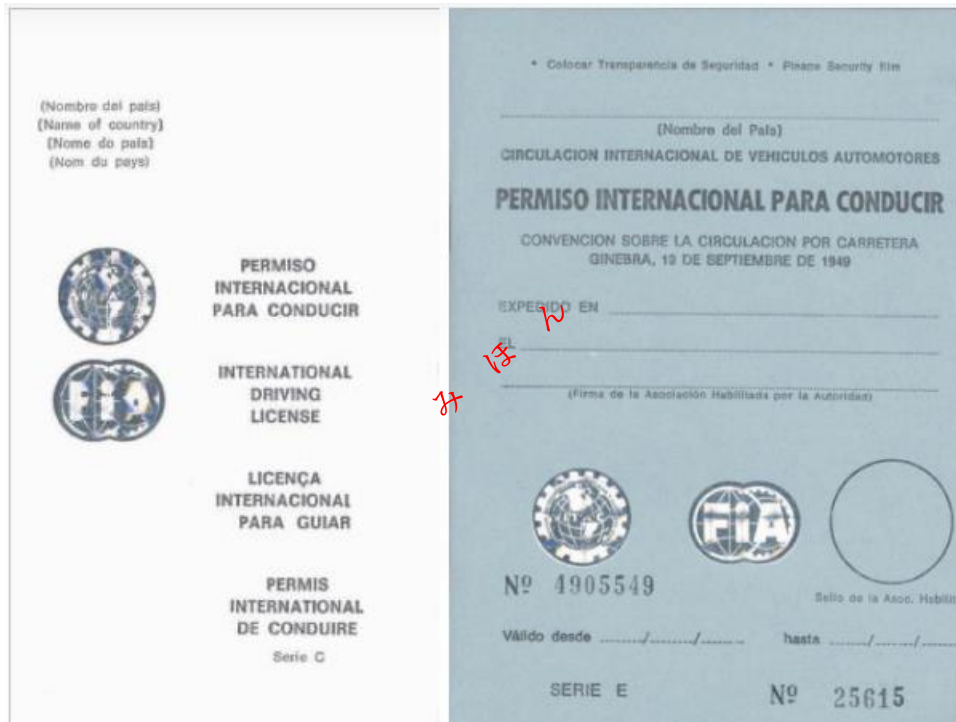 (Nombre del país)
(Name of country)
(Nome do país)
(Nom du pays)
PERMISO
INTERNACIONAL
PARA CONDUCIR
FIA
INTERNATIONAL
DRIVING
LICENSE
LICENÇA
INTERNACIONAL
PARA GUIAR
PERMIS
INTERNATIONAL
DE CONDUIRE
Serie C
みほん
* Colocar Transparencia de Seguridad * Please Security film
(Nombre del País)
CIRCULACION INTERNACIONAL DE VEHICULOS AUTOMOTORES
PERMISO INTERNACIONAL PARA CONDUCIR
CONVENCION SOBRE LA CIRCULACION POR CARRETERA
GINEBRA, 19 DE SEPTIEMBRE DE 1949
EXPEDIDO EN
EL
(Firma de la Asociación Habilitada por la Autoridad)
FIA
Nº 4905549
Sello de la Asoc.
Válido desde ......../......../........ hasta ......../......../
SERIE E Nº 25615